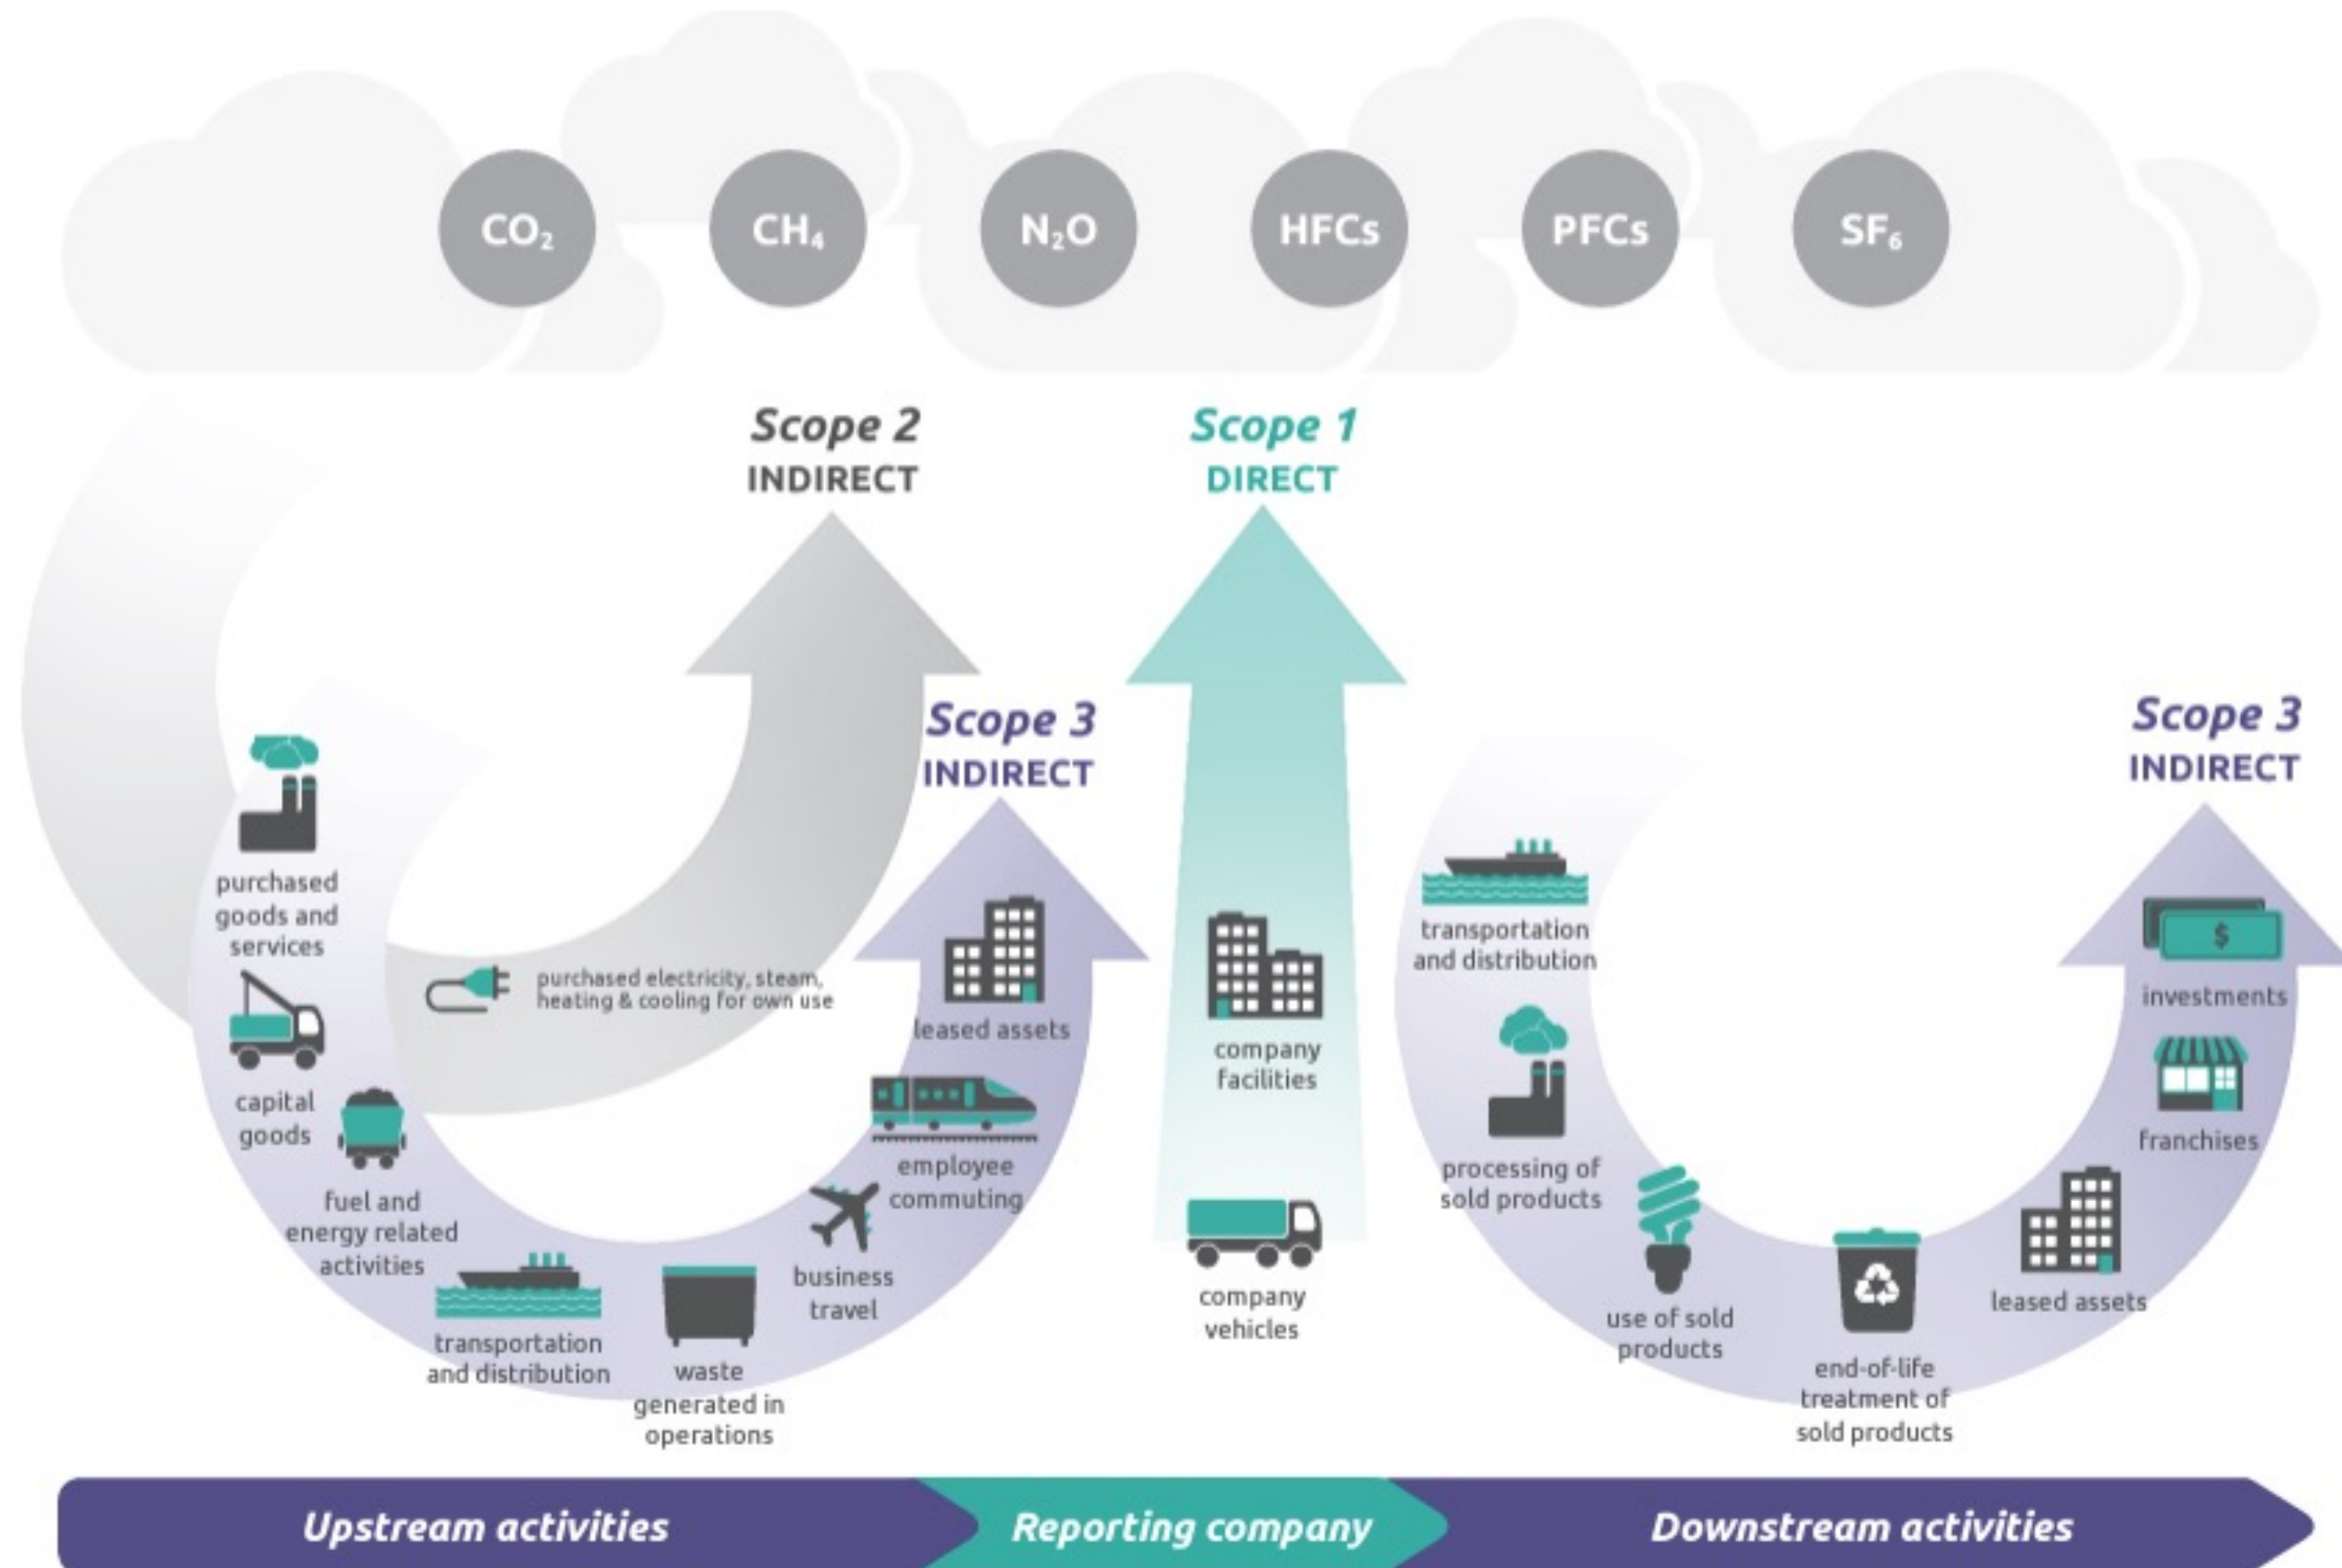 CO₂
CH₄
N₂O
HFCs
PFCs
SF₆
Scope 2
INDIRECT
Scope 1
DIRECT
Scope 3
INDIRECT
Scope 3
INDIRECT
purchased
goods and
services
capital
goods
fuel and
energy related
activities
purchased electricity, steam,
heating & cooling for own use
transportation
and distribution
waste
generated in
operations
business
travel
employee
commuting
leased assets
company
facilities
company
vehicles
transportation
and distribution
processing of
sold products
use of sold
products
end-of-life
treatment of
sold products
leased assets
franchises
$
investments
Upstream activities
Reporting company
Downstream activities